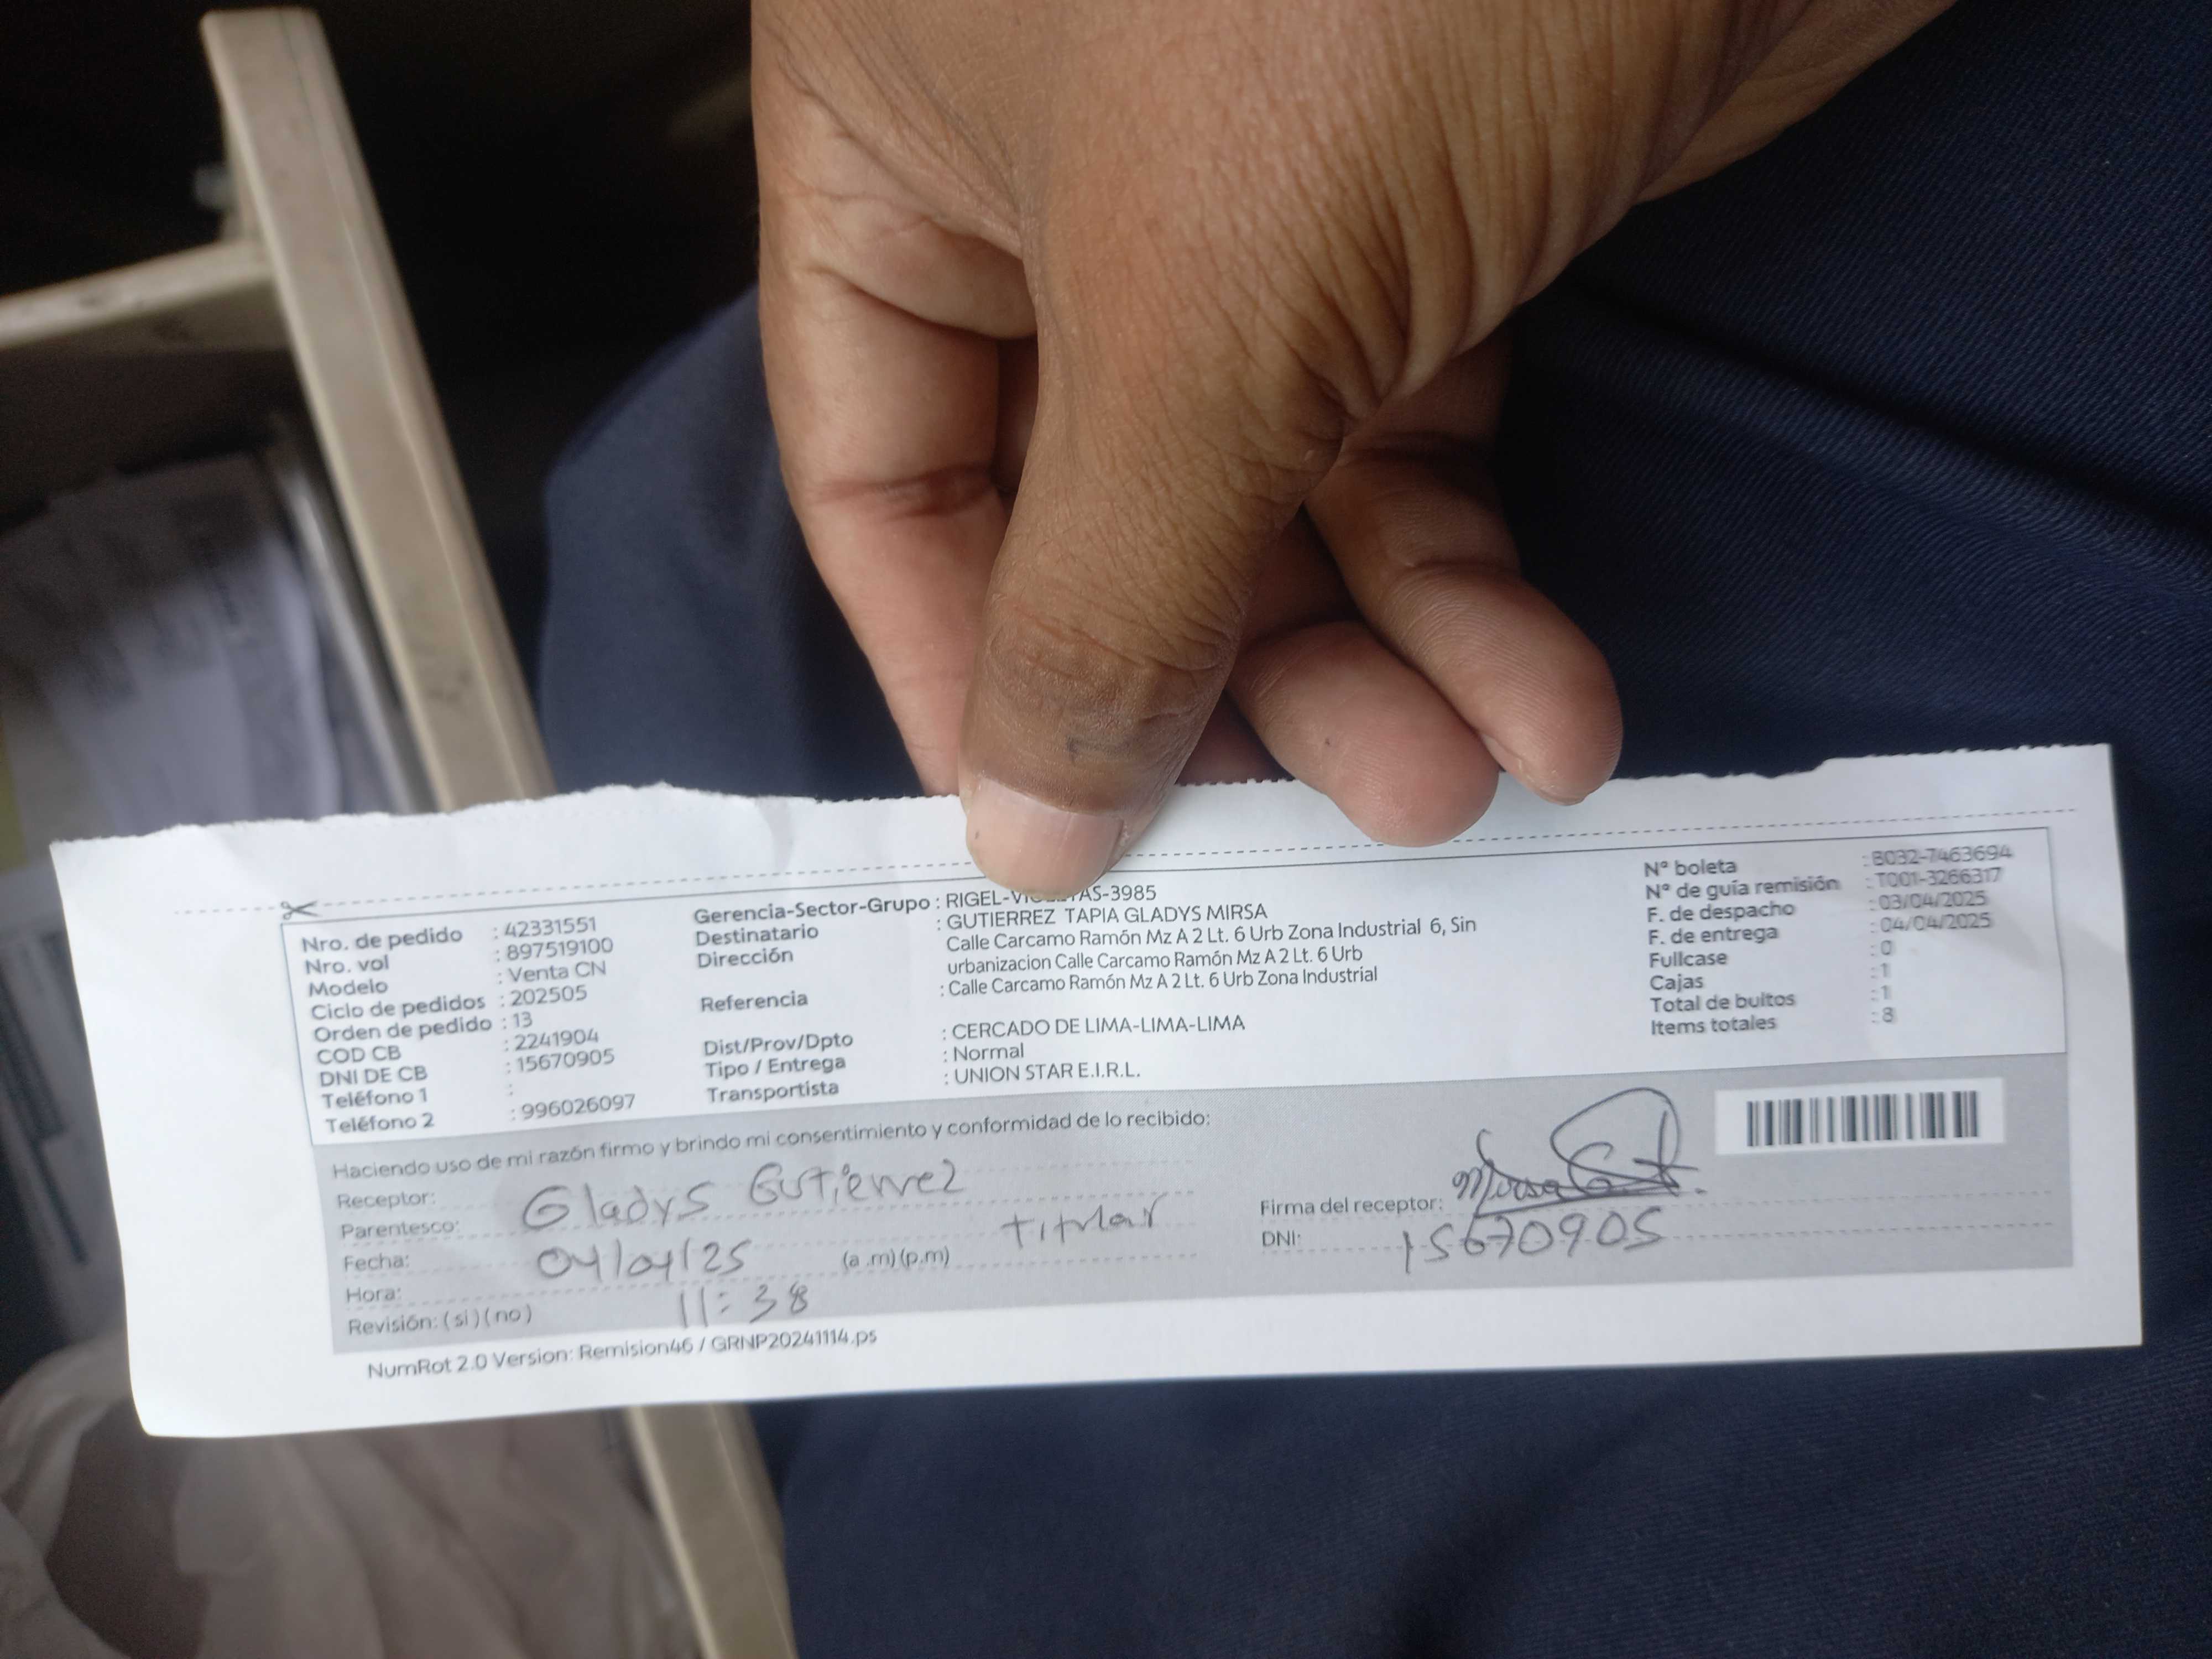 Nro. de pedido : 42331551
Nro. vol : 897519100
Modelo : Venta CN
Ciclo de pedidos : 202505
Orden de pedido : 13
COD CB : 2241904
DNI DE CB : 15670905
Teléfono 1 :
Teléfono 2 : 996026097
Gerencia-Sector-Grupo : RIGEL- AS-3985
Destinatario : GUTIERREZ TAPIA GLADYS MIRSA
Dirección Calle Carcamo Ramón Mz A 2 Lt. 6 Urb Zona Industrial 6, Sin
urbanizacion Calle Carcamo Ramón Mz A 2 Lt. 6 Urb
Referencia : Calle Carcamo Ramón Mz A 2 Lt. 6 Urb Zona Industrial
Dist/Prov/Dpto : CERCADO DE LIMA-LIMA-LIMA
Tipo / Entrega : Normal
Transportista : UNION STAR E.I.R.L.
N° boleta : B032-7463694
N° de guía remisión : T001-3266317
F. de despacho : 03/04/2025
F. de entrega : 04/04/2025
Fullcase : 0
Cajas : 1
Total de bultos : 1
Items totales : 8
Haciendo uso de mi razón firmo y brindo mi consentimiento y conformidad de lo recibido:
Receptor: Gladys Gutierrez
Parentesco: titular
Fecha: 04/04/25 (a .m) (p.m)
Hora: 11:38
Revisión: ( si ) ( no )
Firma del receptor:
DNI: 15670905
NumRot 2.0 Version: Remision46 / GRNP20241114.ps